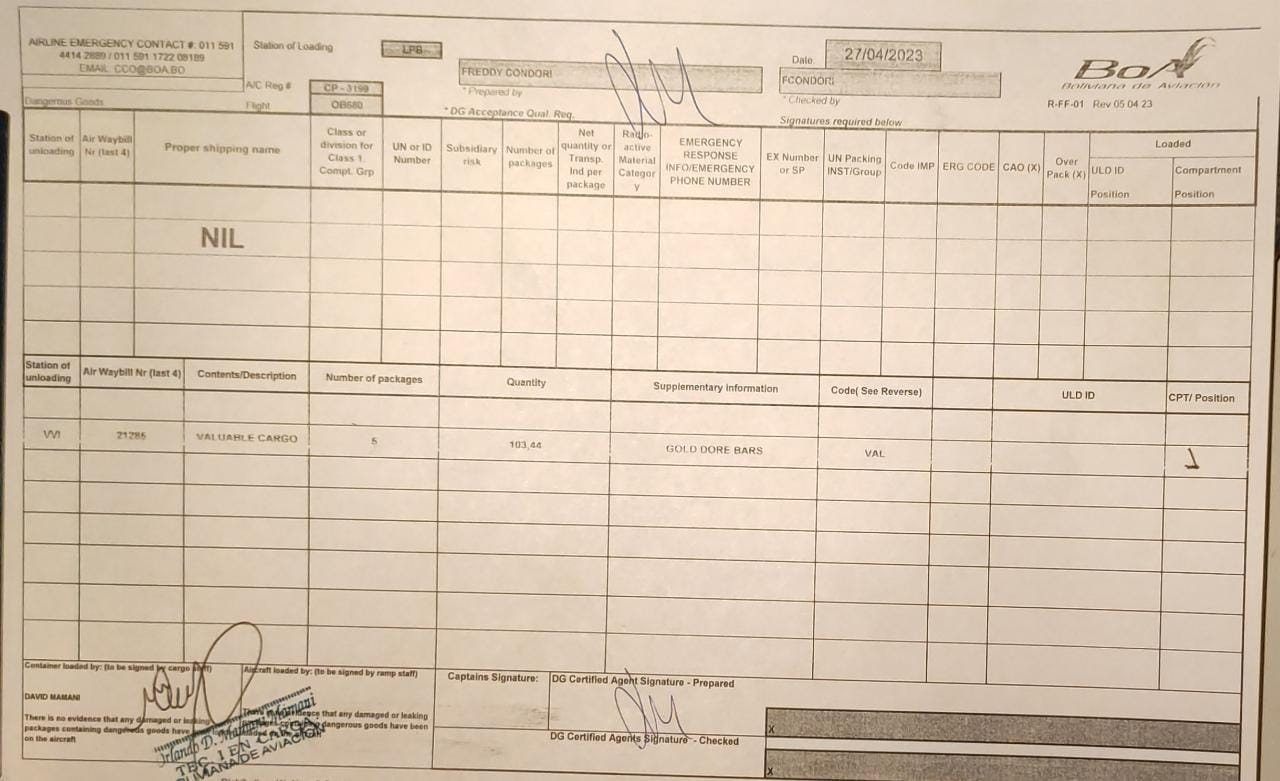 AIRLINE EMERGENCY CONTACT #: 011 591
4414 2889 / 011 591 1722 08189
EMAIL: CCO@BOA.BO
Station of Loading LPB
A/C Reg # CP - 3199
Dangerous Goods Flight OB680
FREDDY CONDORI
* Prepared by
* DG Acceptance Qual. Req.
Date 27/04/2023
FCONDORI
* Checked by
Signatures required below
BoA
Boliviana de Aviación
R-FF-01 Rev 05 04 23
Station of unloading
Air Waybill Nr (last 4)
Proper shipping name
Class or division for Class 1. Compt. Grp
UN or ID Number
Subsidiary risk
Number of packages
Net quantity or Transp. Ind per package
Radio-active Material Category
EMERGENCY RESPONSE INFO/EMERGENCY PHONE NUMBER
EX Number or SP
UN Packing INST/Group
Code IMP
ERG CODE
CAO (X)
Over Pack (X)
Loaded
ULD ID Position
Compartment Position
NIL
Station of unloading
Air Waybill Nr (last 4)
Contents/Description
Number of packages
Quantity
Supplementary Information
Code( See Reverse)
ULD ID
CPT/ Position
VVI 21285 VALUABLE CARGO 5 103,44 GOLD DORE BARS VAL 1
Container loaded by: (to be signed by cargo staff)
DAVID MAMANI
There is no evidence that any damaged or leaking
packages containing dangerous goods have
on the aircraft
Aircraft loaded by: (to be signed by ramp staff)
evidence that any damaged or leaking
dangerous goods have been
Orlando D. Mamani Mamani
TEC I EN CARGA
DE AVIACIÓN
Captains Signature:
DG Certified Agent Signature - Prepared
DG Certified Agents Signature - Checked
X
X